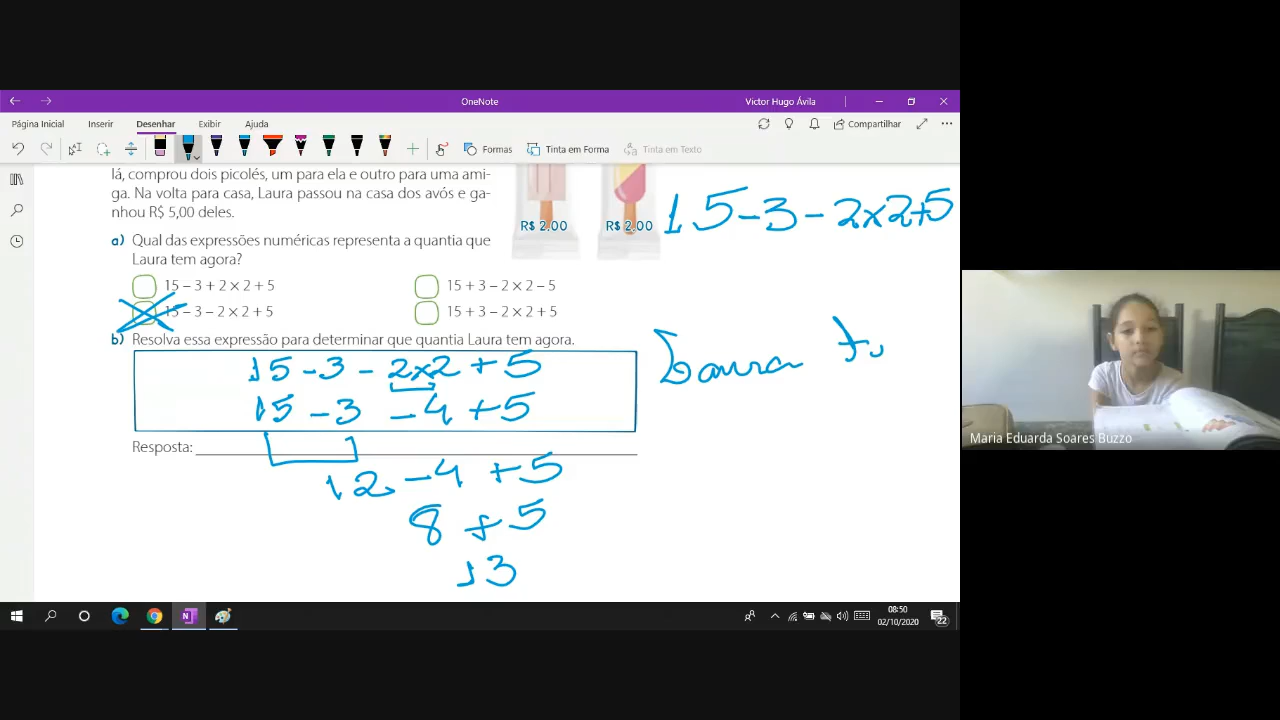 OneNote
Victor Hugo Ávila
Página Inicial Inserir Desenhar Exibir Ajuda
Compartilhar
Formas Tinta em Forma Tinta em Texto
lá, comprou dois picolés, um para ela e outro para uma ami-
ga. Na volta para casa, Laura passou na casa dos avós e ga-
nhou R$ 5,00 deles.
R$ 2,00 R$ 2,00
15-3-2x2+5
a) Qual das expressões numéricas representa a quantia que
Laura tem agora?
15 – 3 + 2 × 2 + 5
15 + 3 – 2 × 2 – 5
15 – 3 – 2 × 2 + 5
15 + 3 – 2 × 2 + 5
b) Resolva essa expressão para determinar que quantia Laura tem agora.
15 - 3 - 2x2 + 5
15 - 3 - 4 + 5
Laura
Resposta:
12 - 4 + 5
8 + 5
13
Maria Eduarda Soares Buzzo
08:50
02/10/2020
22